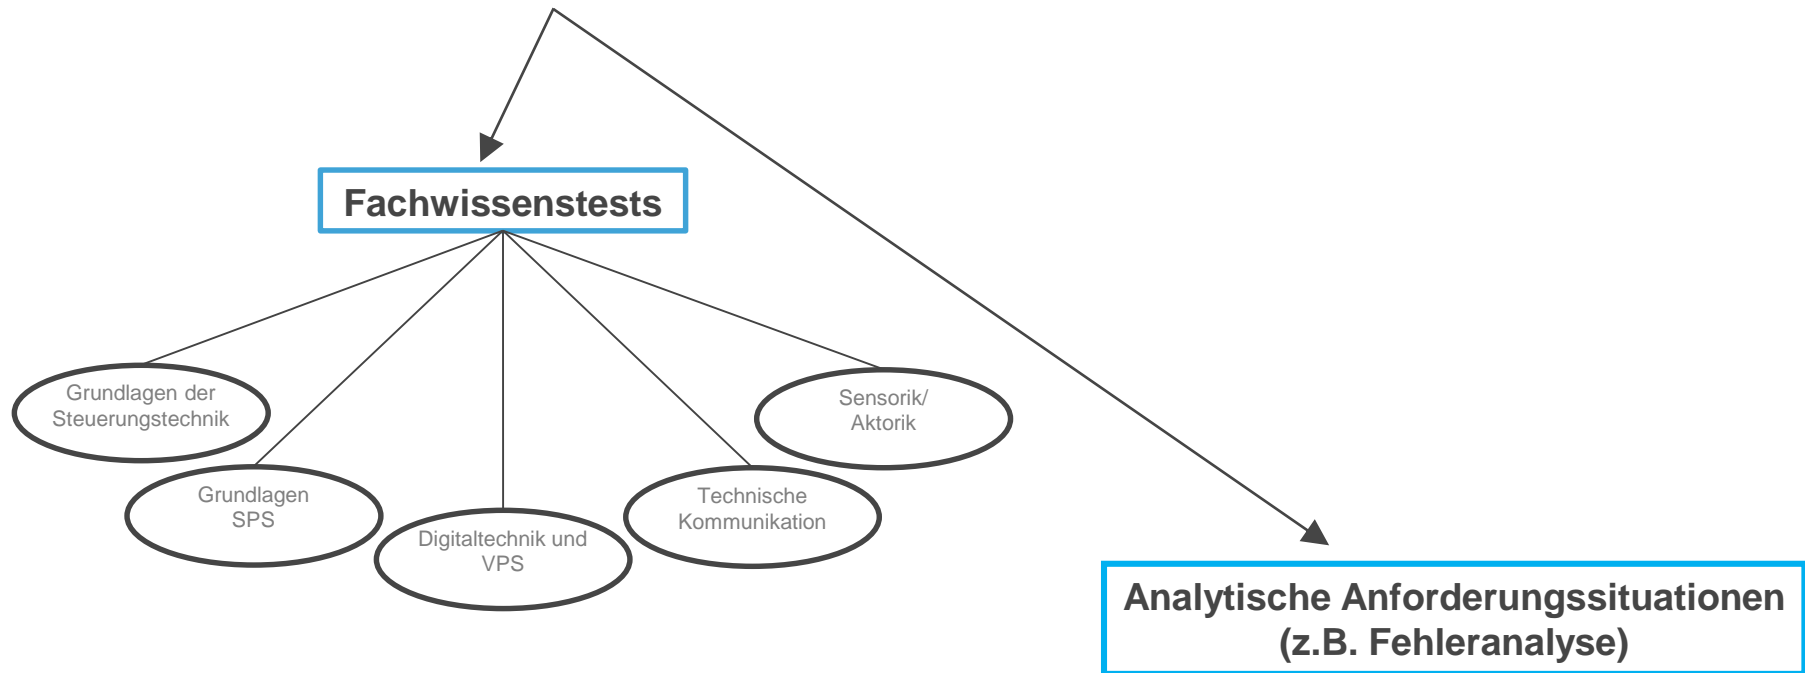 Fachwissenstests
Grundlagen der
Steuerungstechnik
Grundlagen
SPS
Digitaltechnik und
VPS
Technische
Kommunikation
Sensorik/
Aktorik
Analytische Anforderungssituationen
(z.B. Fehleranalyse)